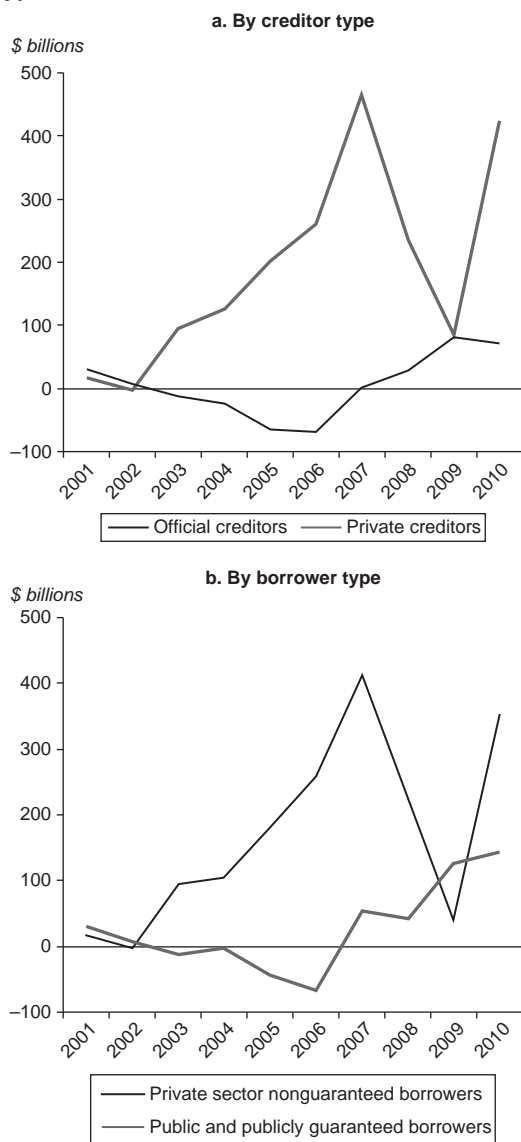 a. By creditor type
$ billions
500
400
300
200
100
0
–100
2001 2002 2003 2004 2005 2006 2007 2008 2009 2010
Official creditors Private creditors
b. By borrower type
$ billions
500
400
300
200
100
0
–100
2001 2002 2003 2004 2005 2006 2007 2008 2009 2010
Private sector nonguaranteed borrowers
Public and publicly guaranteed borrowers